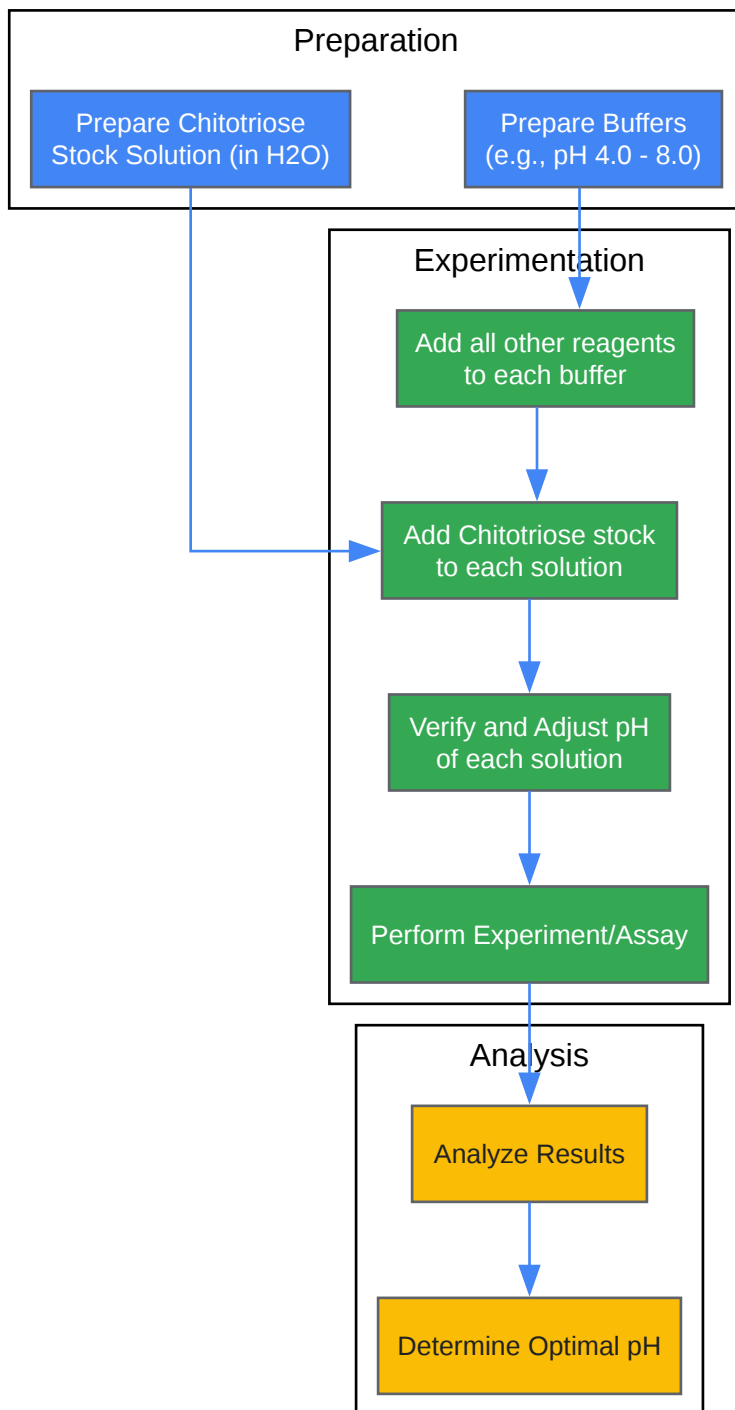 Preparation
Prepare Chitotriose
Stock Solution (in H2O)
Prepare Buffers
(e.g., pH 4.0 - 8.0)
Experimentation
Add all other reagents
to each buffer
Add Chitotriose stock
to each solution
Verify and Adjust pH
of each solution
Perform Experiment/Assay
Analysis
Analyze Results
Determine Optimal pH